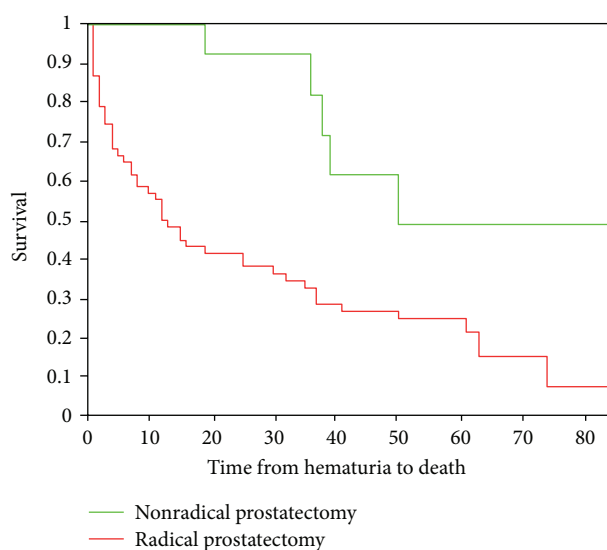 1
0.9
0.8
0.7
0.6
0.5
0.4
0.3
0.2
0.1
0
Survival
0 10 20 30 40 50 60 70 80
Time from hematuria to death
Nonradical prostatectomy
Radical prostatectomy